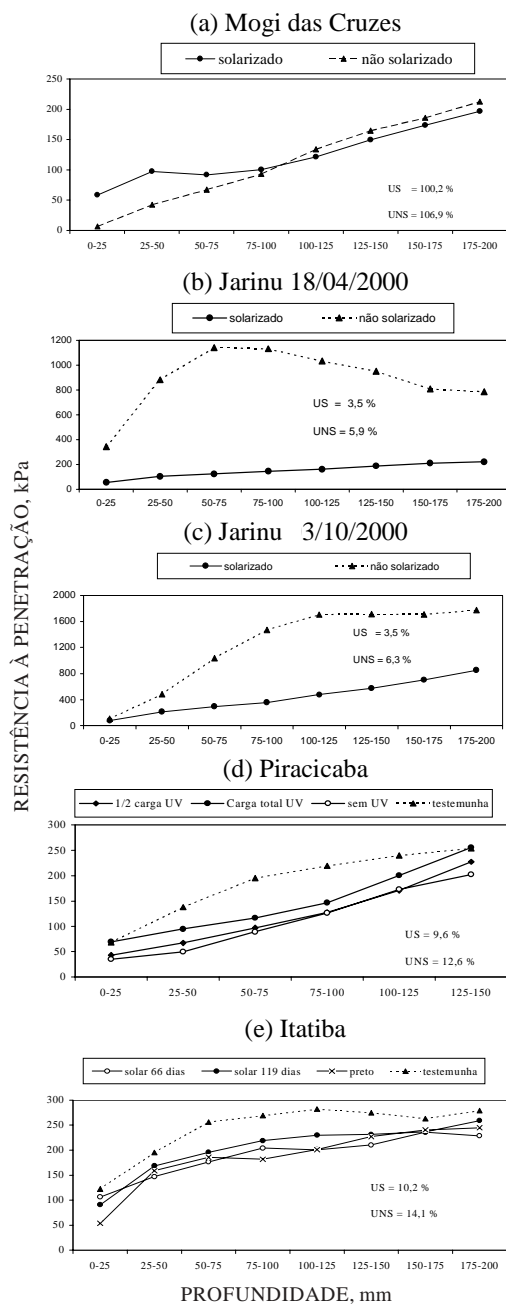 (a) Mogi das Cruzes
solarizado não solarizado
250
200
150
100
50
0
US = 100,2 %
UNS = 106,9 %
0-25 25-50 50-75 75-100 100-125 125-150 150-175 175-200
(b) Jarinu 18/04/2000
solarizado não solarizado
1200
1000
800
600
400
200
0
US = 3,5 %
UNS = 5,9 %
0-25 25-50 50-75 75-100 100-125 125-150 150-175 175-200
(c) Jarinu 3/10/2000
solarizado não solarizado
2000
1600
1200
800
400
0
US = 3,5 %
UNS = 6,3 %
0-25 25-50 50-75 75-100 100-125 125-150 150-175 175-200
(d) Piracicaba
1/2 carga UV Carga total UV sem UV testemunha
300
250
200
150
100
50
0
US = 9,6 %
UNS = 12,6 %
0-25 25-50 50-75 75-100 100-125 125-150
(e) Itatiba
solar 66 dias solar 119 dias preto testemunha
300
250
200
150
100
50
0
US = 10,2 %
UNS = 14,1 %
0-25 25-50 50-75 75-100 100-125 125-150 150-175 175-200
PROFUNDIDADE, mm
RESISTÊNCIA À PENETRAÇÃO, kPa